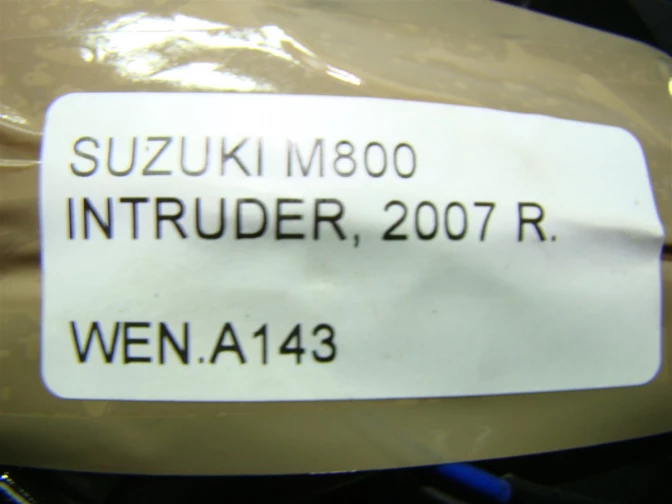 SUZUKI M800
INTRUDER, 2007 R.
WEN.A143